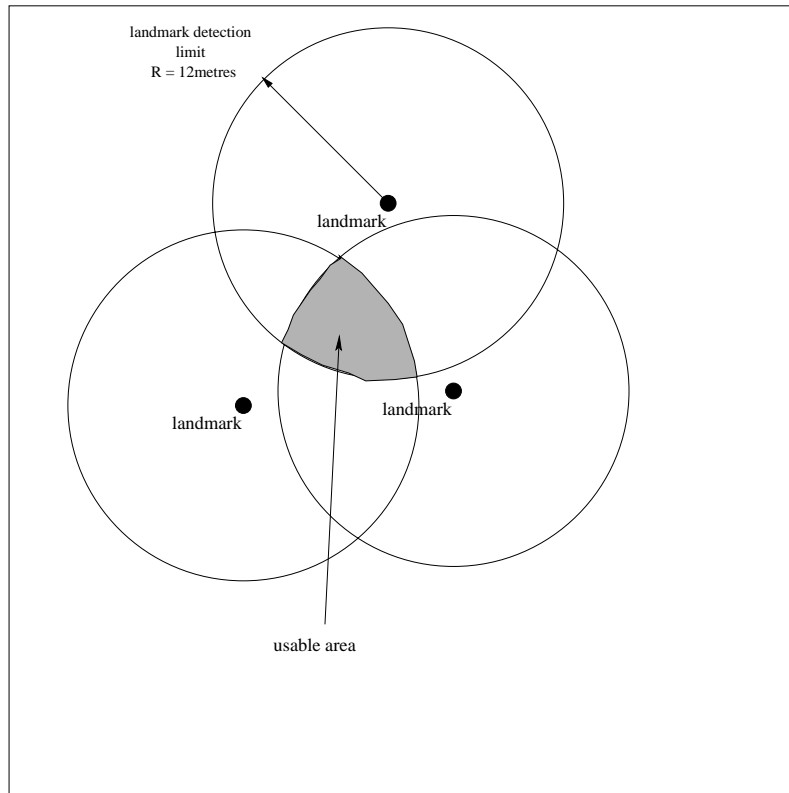 landmark detection
limit
R = 12metres
landmark
landmark
landmark
usable area